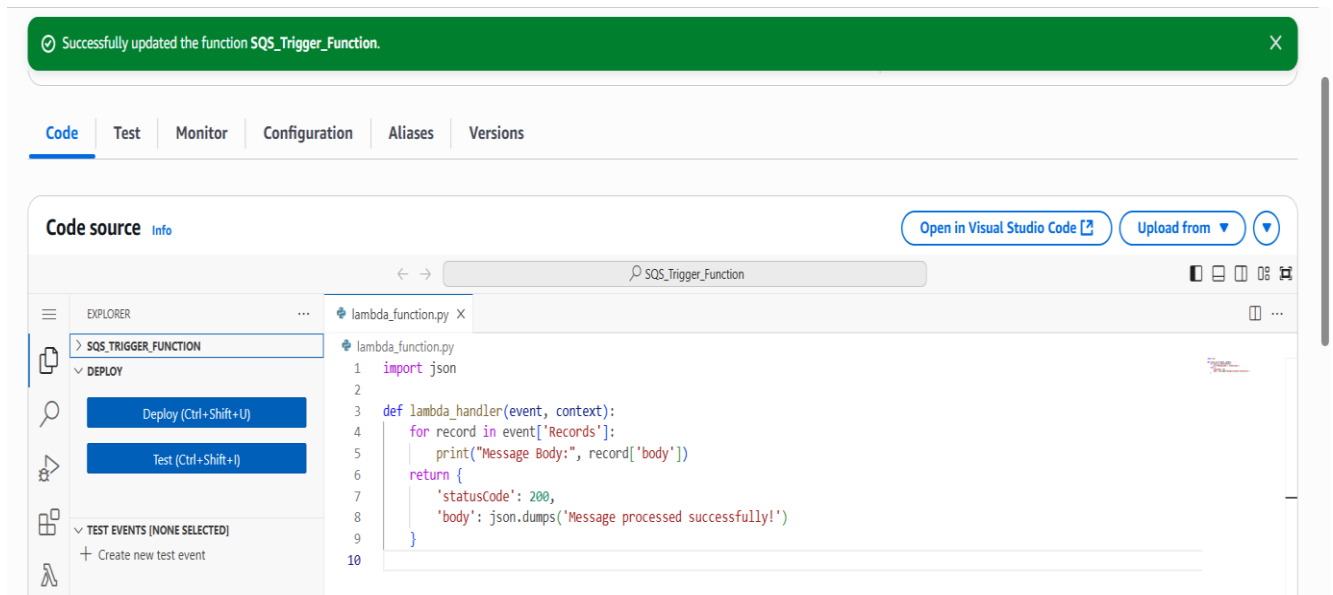 Successfully updated the function SQS_Trigger_Function.
Code Test Monitor Configuration Aliases Versions
Code source Info
Open in Visual Studio Code Upload from
SQS_Trigger_Function
EXPLORER
lambda_function.py
SQS_TRIGGER_FUNCTION
DEPLOY
Deploy (Ctrl+Shift+U)
Test (Ctrl+Shift+I)
TEST EVENTS [NONE SELECTED]
+ Create new test event
lambda_function.py
1 import json
2
3 def lambda_handler(event, context):
4 for record in event['Records']:
5 print("Message Body:", record['body'])
6 return {
7 'statusCode': 200,
8 'body': json.dumps('Message processed successfully!')
9 }
10